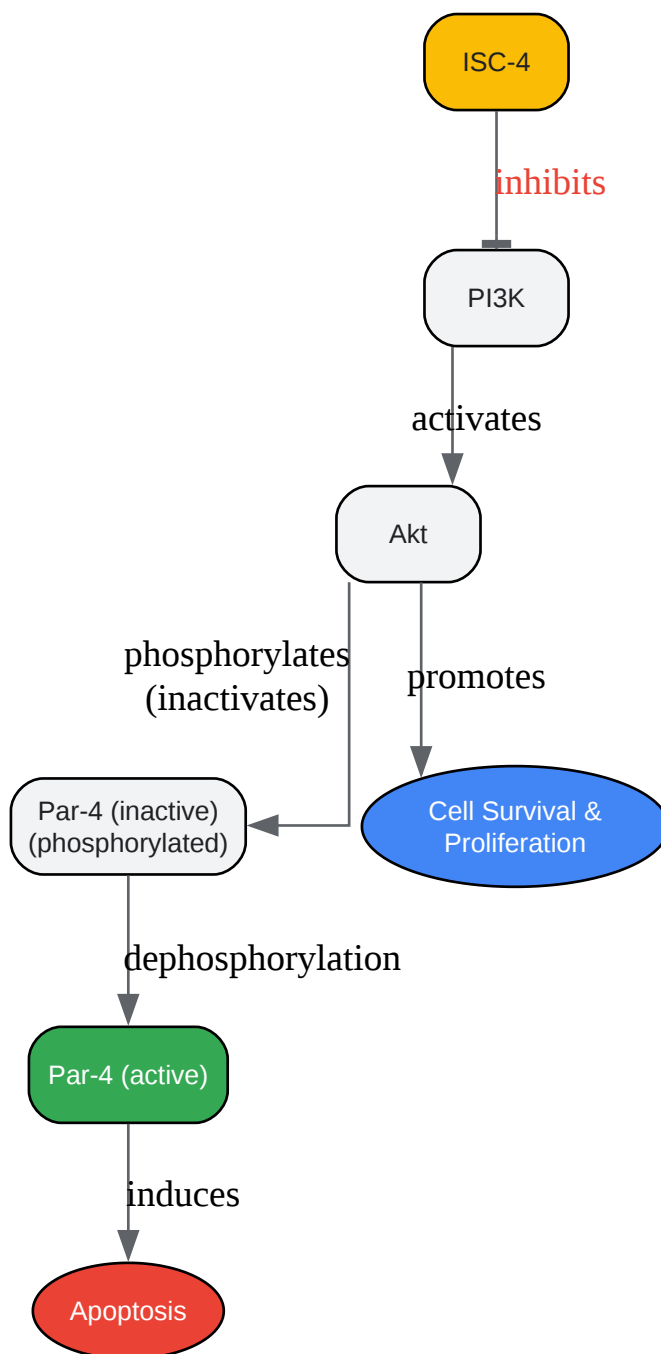 ISC-4
inhibits
PI3K
activates
Akt
phosphorylates
(inactivates)
promotes
Par-4 (inactive)
(phosphorylated)
Cell Survival &
Proliferation
dephosphorylation
Par-4 (active)
induces
Apoptosis